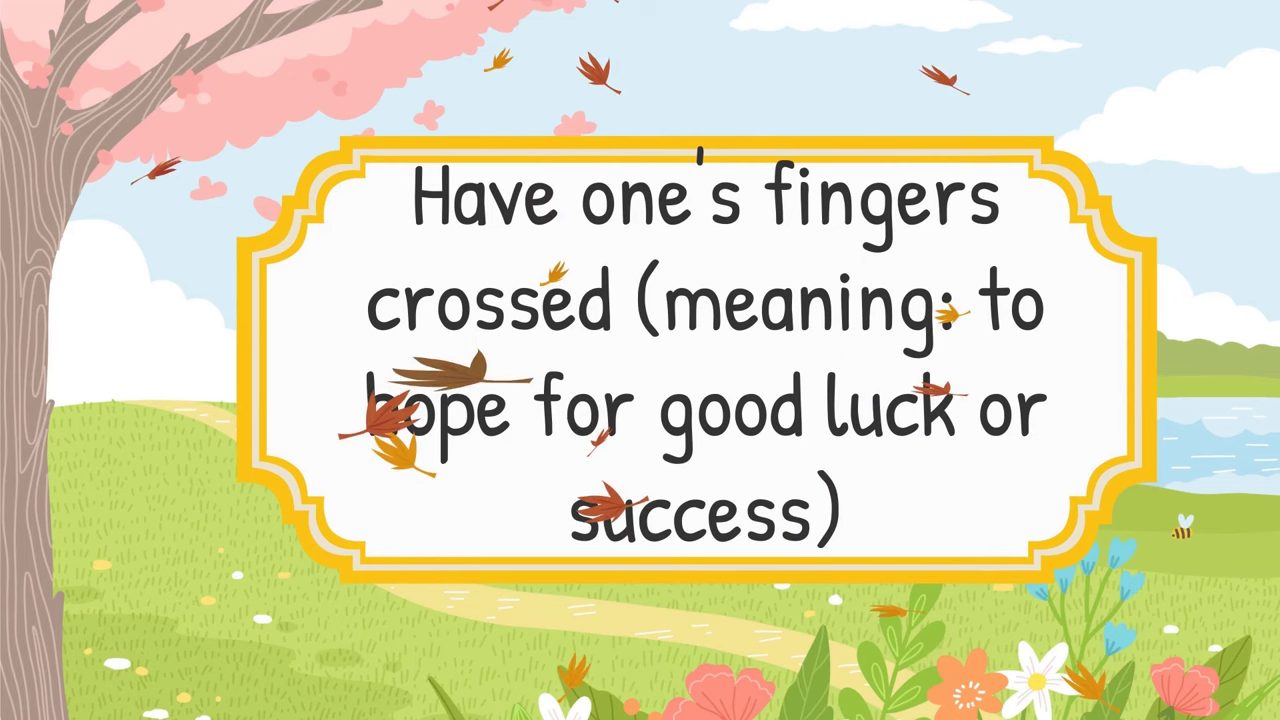 Have one's fingers
crossed (meaning: to
hope for good luck or
success)